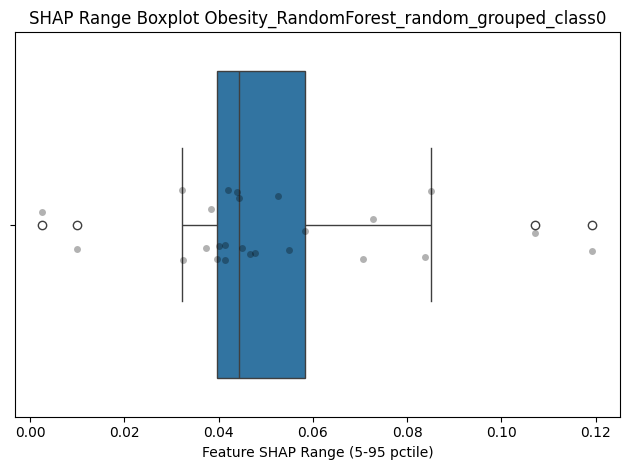 SHAP Range Boxplot Obesity_RandomForest_random_grouped_class0
0.00 0.02 0.04 0.06 0.08 0.10 0.12
Feature SHAP Range (5-95 pctile)